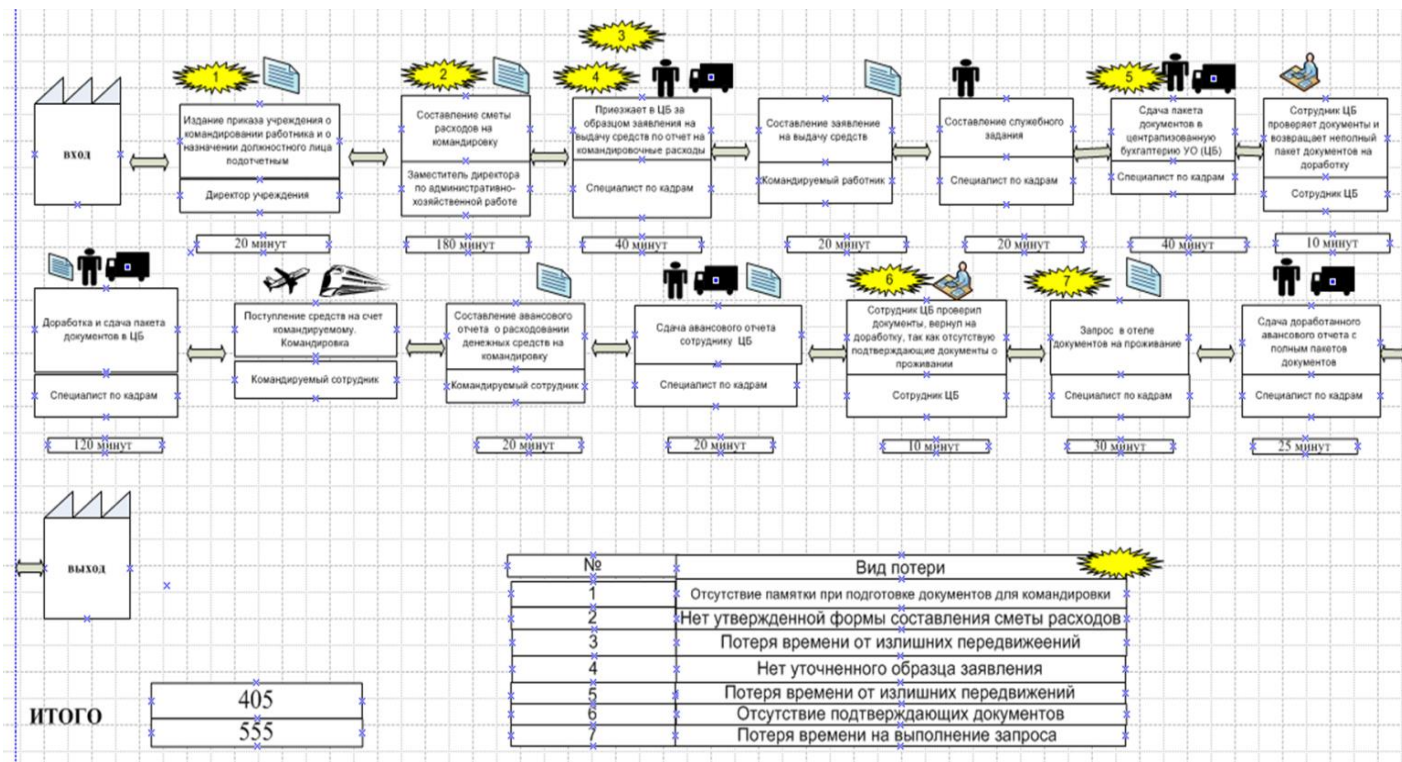 3
1
2
4
5
вход
Издание приказа учреждения о
командировании работника и о
назначении должностного лица
подотчетным
Директор учреждения
20 минут
Составление сметы
расходов на
командировку
Заместитель директора
по административно-
хозяйственной работе
180 минут
Приезжает в ЦБ за
образцом заявления на
выдачу средств по отчет на
командировочные расходы
Специалист по кадрам
40 минут
Составление заявление
на выдачу средств
Командируемый работник
20 минут
Составление служебного
задания
Специалист по кадрам
20 минут
Сдача пакета
документов в
централизованную
бухгалтерию УО (ЦБ)
Специалист по кадрам
40 минут
Сотрудник ЦБ
проверяет документы и
возвращает неполный
пакет документов на
доработку
Сотрудник ЦБ
10 минут
Доработка и сдача пакета
документов в ЦБ
Специалист по кадрам
120 минут
Поступление средств на счет
командируемому.
Командировка
Командируемый сотрудник
Составление авансового
отчета о расходовании
денежных средств на
командировку
Командируемый сотрудник
20 минут
Сдача авансового отчета
сотруднику ЦБ
Специалист по кадрам
20 минут
6
Сотрудник ЦБ проверил
документы, вернул на
доработку, так как отсутствую
подтверждающие документы о
проживании
Сотрудник ЦБ
10 минут
7
Запрос в отеле
документов на проживание
Специалист по кадрам
30 минут
Сдача доработанного
авансового отчета с
полным пакетов
документов
Специалист по кадрам
25 минут
выход
№ Вид потери
1 Отсутствие памятки при подготовке документов для командировки
2 Нет утвержденной формы составления сметы расходов
3 Потеря времени от излишних передвижеений
4 Нет уточненного образца заявления
5 Потеря времени от излишних передвижений
6 Отсутствие подтверждающих документов
7 Потеря времени на выполнение запроса
ИТОГО
405
555